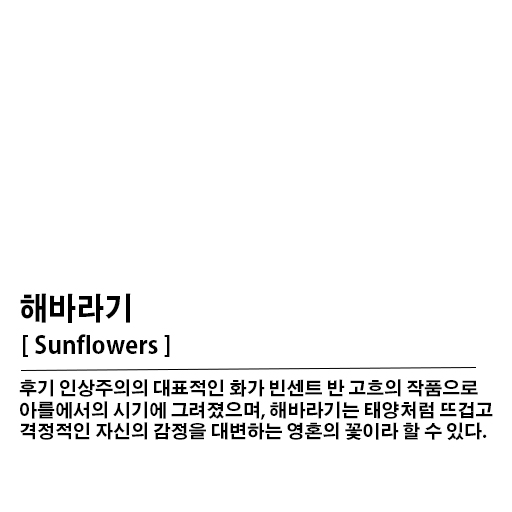 해바라기
[ Sunflowers ]
후기 인상주의의 대표적인 화가 빈센트 반 고흐의 작품으로
아를에서의 시기에 그려졌으며, 해바라기는 태양처럼 뜨겁고
격정적인 자신의 감정을 대변하는 영혼의 꽃이라 할 수 있다.